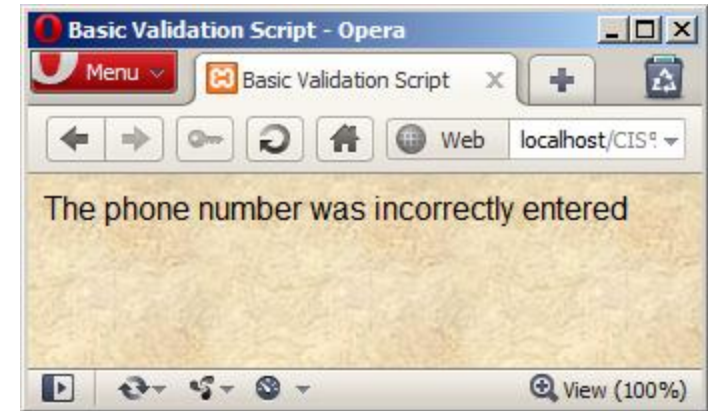 Basic Validation Script - Opera
Menu
Basic Validation Script
Web localhost/CIS
The phone number was incorrectly entered
View (100%)